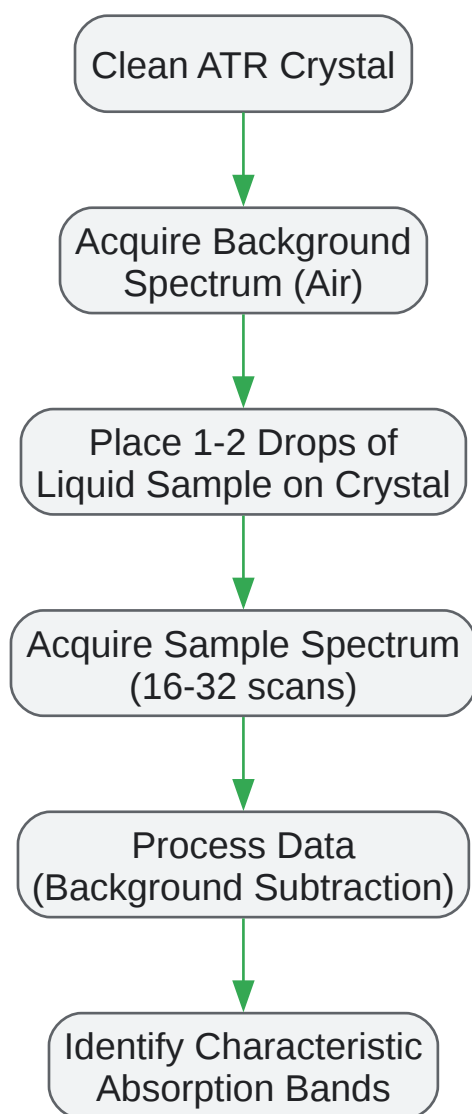 Clean ATR Crystal
Acquire Background
Spectrum (Air)
Place 1-2 Drops of
Liquid Sample on Crystal
Acquire Sample Spectrum
(16-32 scans)
Process Data
(Background Subtraction)
Identify Characteristic
Absorption Bands